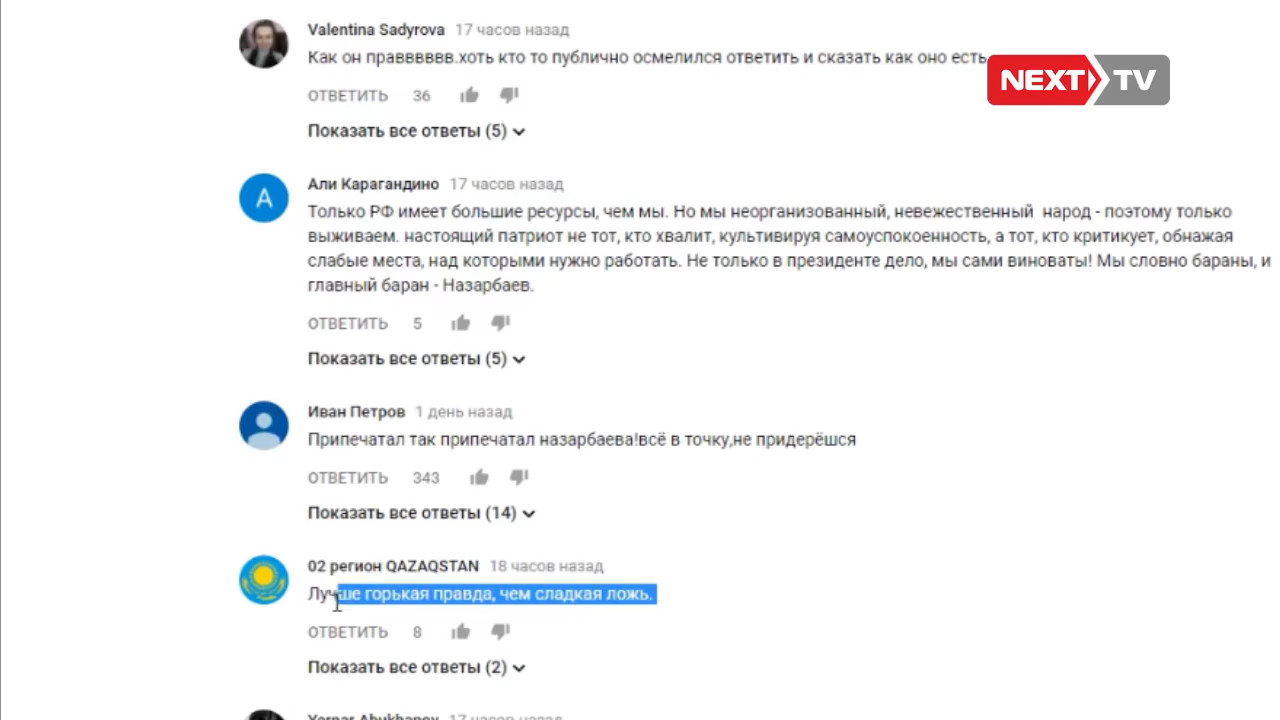 Valentina Sadyrova 17 часов назад
Как он праввввв.хоть кто то публично осмелился ответить и сказать как оно есть
NEXT TV
ОТВЕТИТЬ 36
Показать все ответы (5)
А
Али Карагандино 17 часов назад
Только РФ имеет большие ресурсы, чем мы. Но мы неорганизованный, невежественный народ - поэтому только
выживаем. настоящий патриот не тот, кто хвалит, культивируя самоуспокоенность, а тот, кто критикует, обнажая
слабые места, над которыми нужно работать. Не только в президенте дело, мы сами виноваты! Мы словно бараны, и
главный баран - Назарбаев.
ОТВЕТИТЬ 5
Показать все ответы (5)
Иван Петров 1 день назад
Припечатал так припечатал назарбаева!всё в точку,не придерёшся
ОТВЕТИТЬ 343
Показать все ответы (14)
02 регион QAZAQSTAN 18 часов назад
Лучше горькая правда, чем сладкая ложь.
ОТВЕТИТЬ 8
Показать все ответы (2)
Yernar Abukhanov 17 часов назад